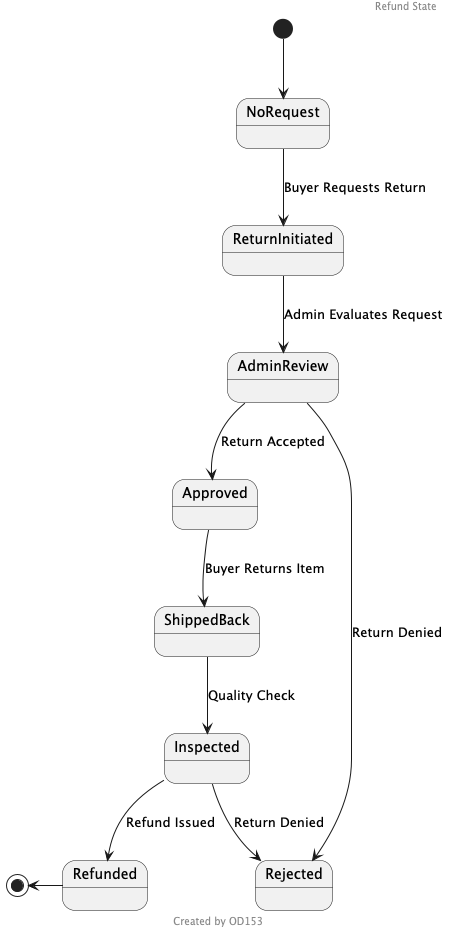 Refund State
NoRequest
Buyer Requests Return
ReturnInitiated
Admin Evaluates Request
AdminReview
Return Accepted
Approved
Buyer Returns Item
ShippedBack
Return Denied
Quality Check
Inspected
Refund Issued
Return Denied
Refunded
Rejected
Created by OD153